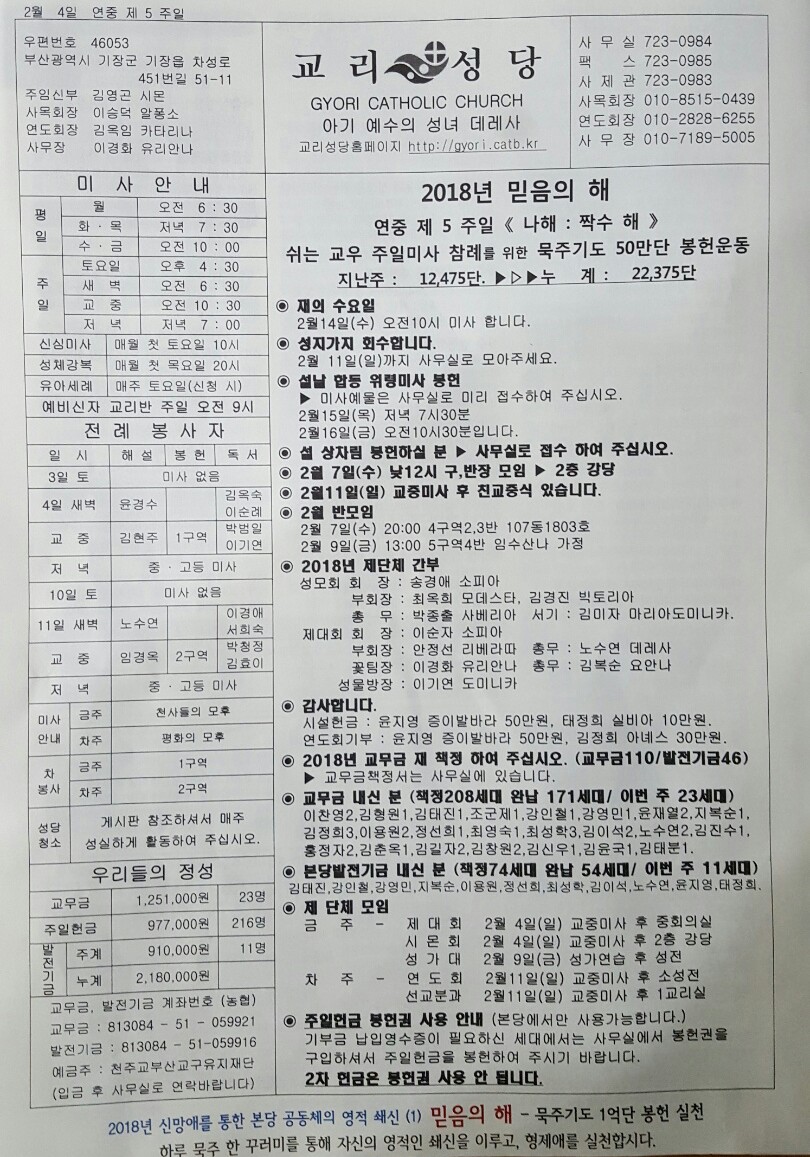 2월 4일 연중 제 5 주일
우편번호 46053
부산광역시 기장군 기장읍 차성로
451번길 51-11
주임신부 김영곤 시몬
사목회장 이승덕 알퐁소
연도회장 김옥임 카타리나
사무장 이경화 유리안나
교리 성당
GYORI CATHOLIC CHURCH
아기 예수의 성녀 데레사
교리성당홈페이지 http://gyori.catb.kr
사 무 실 723-0984
팩 스 723-0985
사 제 관 723-0983
사목회장 010-8515-0439
연도회장 010-2828-6255
사 무 장 010-7189-5005
미 사 안 내
평일 월 오전 6 : 30
화 · 목 저녁 7 : 30
수 · 금 오전 10 : 00
주일 토요일 오후 4 : 30
새 벽 오전 6 : 30
교 중 오전 10 : 30
저 녁 저녁 7 : 00
신심미사 매월 첫 토요일 10시
성체강복 매월 첫 목요일 20시
유아세례 매주 토요일(신청 시)
예비신자 교리반 주일 오전 9시
전 례 봉 사 자
일 시 해 설 봉 헌 독 서
3일 토 미사 없음
4일 새벽 윤경수 김옥숙
이순례
교 중 김현주 1구역 박범일
이기연
저 녁 중 · 고등 미사
10일 토 미사 없음
11일 새벽 노수연 이경애
서희숙
교 중 임경옥 2구역 박청정
김효이
저 녁 중 · 고등 미사
미사안내 금주 천사들의 모후
차주 평화의 모후
차봉사 금주 1구역
차주 2구역
성당청소 게시판 참조하셔서 매주
성실하게 활동하여 주십시오.
우리들의 정성
교무금 1,251,000원 23명
주일헌금 977,000원 216명
발전기금 주계 910,000원 11명
누계 2,180,000원
교무금, 발전기금 계좌번호 (농협)
교무금 : 813084 - 51 - 059921
발전기금 : 813084 - 51-059916
예금주 : 천주교부산교구유지재단
(입금 후 사무실로 연락바랍니다)
2018년 믿음의 해
연중 제 5 주일 《 나해 : 짝수 해 》
쉬는 교우 주일미사 참례를 위한 묵주기도 50만단 봉헌운동
지난주 : 12,475단. ▶▷▶누 계 : 22,375단
◉ 재의 수요일
2월14일(수) 오전10시 미사 합니다.
◉ 성지가지 회수합니다.
2월 11일(일)까지 사무실로 모아주세요.
◉ 설날 합동 위령미사 봉헌
▶ 미사예물은 사무실로 미리 접수하여 주십시오.
2월15일(목) 저녁 7시30분
2월16일(금) 오전10시30분입니다.
◉ 설 상차림 봉헌하실 분 ▶ 사무실로 접수 하여 주십시오.
◉ 2월 7일(수) 낮12시 구,반장 모임 ▶ 2층 강당
◉ 2월11일(일) 교중미사 후 친교중식 있습니다.
◉ 2월 반모임
2월 7일(수) 20:00 4구역2,3반 107동1803호
2월 9일(금) 13:00 5구역4반 임수산나 가정
◉ 2018년 제단체 간부
성모회 회 장 : 송경애 소피아
부회장 : 최옥희 모데스타, 김경진 빅토리아
총 무 : 박종출 사베리아 서기 : 김미자 마리아도미니카.
제대회 회 장 : 이순자 소피아
부회장 : 안정선 리베라따 총무 : 노수연 데레사
꽃팀장 : 이경화 유리안나 총무 : 김복순 요안나
성물방장 : 이기연 도미니카
◉ 감사합니다.
시설헌금 : 윤지영 증이발바라 50만원, 태정희 실비아 10만원.
연도회기부 : 윤지영 증이발바라 50만원, 김정희 아녜스 30만원.
◉ 2018년 교무금 재 책정 하여 주십시오. (교무금110/발전기금46)
▶ 교무금책정서는 사무실에 있습니다.
◉ 교무금 내신 분 (책정208세대 완납 171세대/ 이번 주 23세대)
이찬영2,김형원1,김태진1,조군제1,강인철1,강영민1,윤재열2,지복순1,
김정희3,이용원2,정선희1,최영숙1,최성학3,김이석2,노수연2,김진수1,
홍정자2,김춘옥1,김길자2,김창원2,김신우1,김윤국1,김태분1.
◉ 본당발전기금 내신 분 (책정74세대 완납 54세대/ 이번 주 11세대)
김태진,강인철,강영민,지복순,이용원,정선희,최성학,김이석,노수연,윤지영,태정희.
◉ 제 단체 모임
금 주 - 제 대 회 2월 4일(일) 교중미사 후 중회의실
시 몬 회 2월 4일(일) 교중미사 후 2층 강당
성 가 대 2월 9일(금) 성가연습 후 성전
차 주 - 연 도 회 2월11일(일) 교중미사 후 소성전
선교분과 2월11일(일) 교중미사 후 1교리실
◉ 주일헌금 봉헌권 사용 안내 (본당에서만 사용가능합니다.)
기부금 납입영수증이 필요하신 세대에서는 사무실에서 봉헌권을
구입하셔서 주일헌금을 봉헌하여 주시기 바랍니다.
2차 헌금은 봉헌권 사용 안 됩니다.
2018년 신망애를 통한 본당 공동체의 영적 쇄신 (1) 믿음의 해 - 묵주기도 1억단 봉헌 실천
하루 묵주 한 꾸러미를 통해 자신의 영적인 쇄신을 이루고, 형제애를 실천합시다.